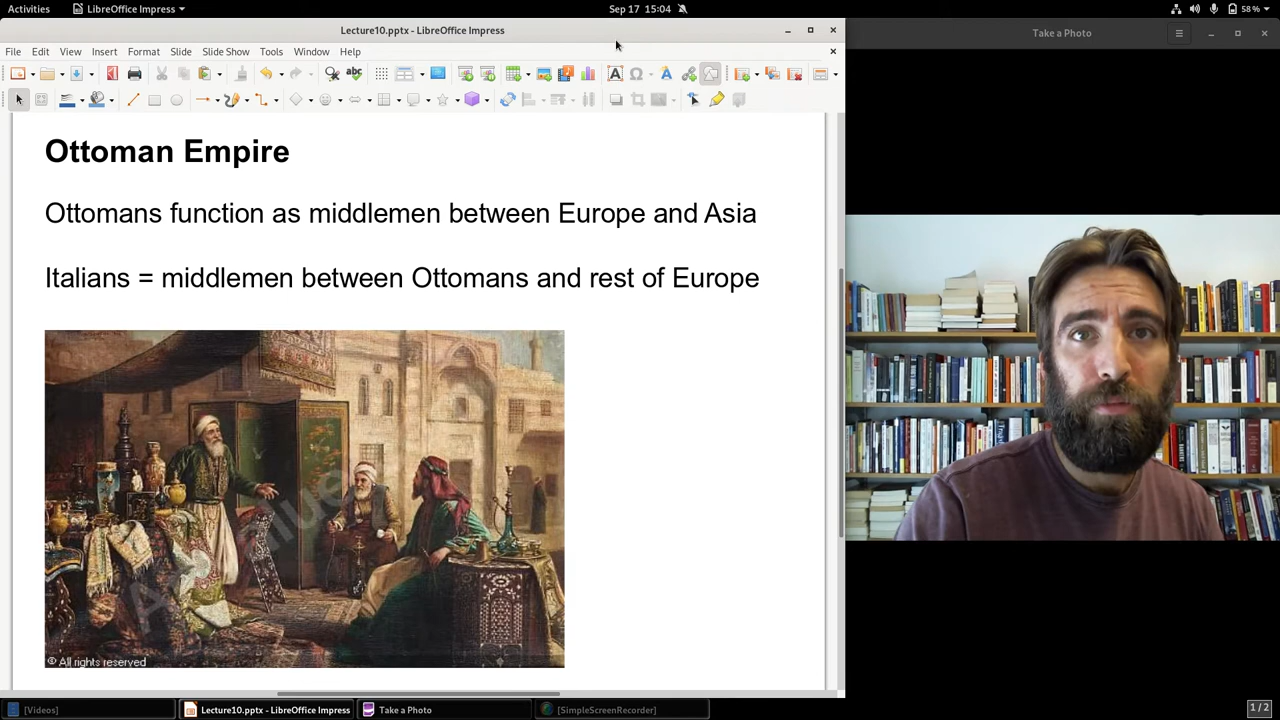 Activities LibreOffice Impress Sep 17 15:04 58%
Lecture10.pptx - LibreOffice Impress
Take a Photo
File Edit View Insert Format Slide Slide Show Tools Window Help
Ottoman Empire
Ottomans function as middlemen between Europe and Asia
Italians = middlemen between Ottomans and rest of Europe
© All rights reserved
[Videos] Lecture10.pptx - LibreOffice Impress Take a Photo [SimpleScreenRecorder] 1/2